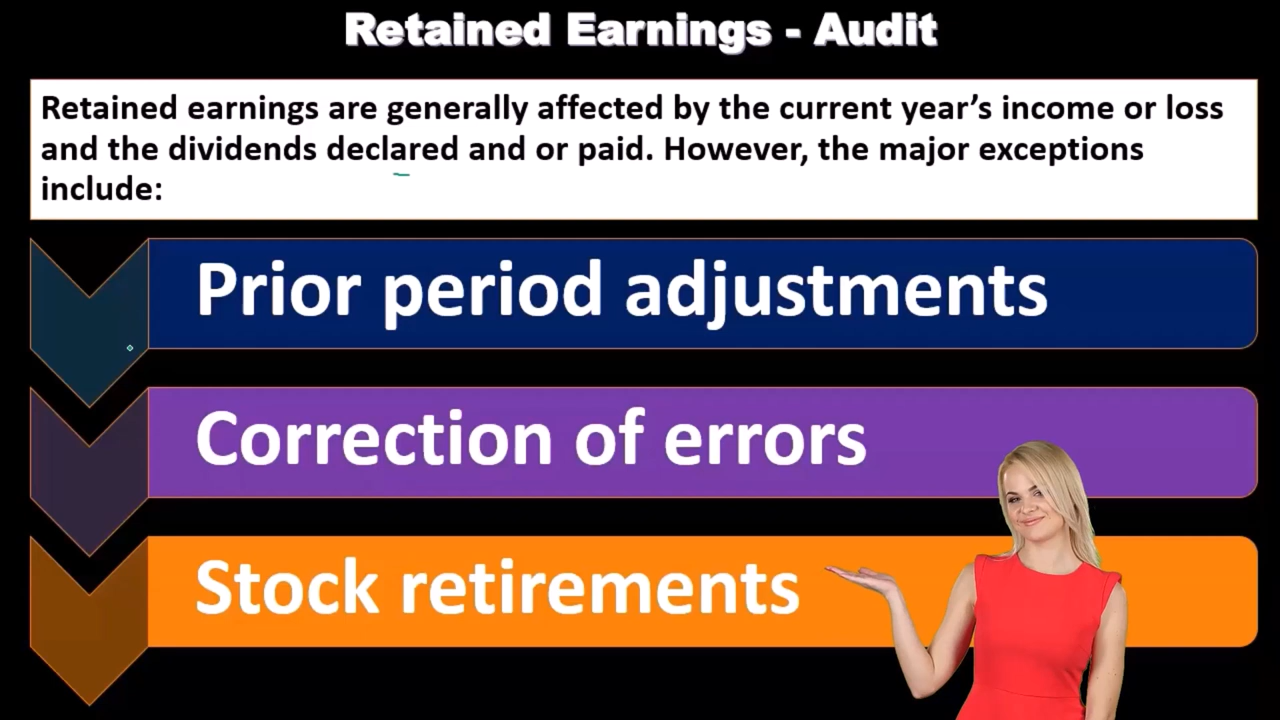 Retained Earnings - Audit
Retained earnings are generally affected by the current year’s income or loss
and the dividends declared and or paid. However, the major exceptions
include:
Prior period adjustments
Correction of errors
Stock retirements